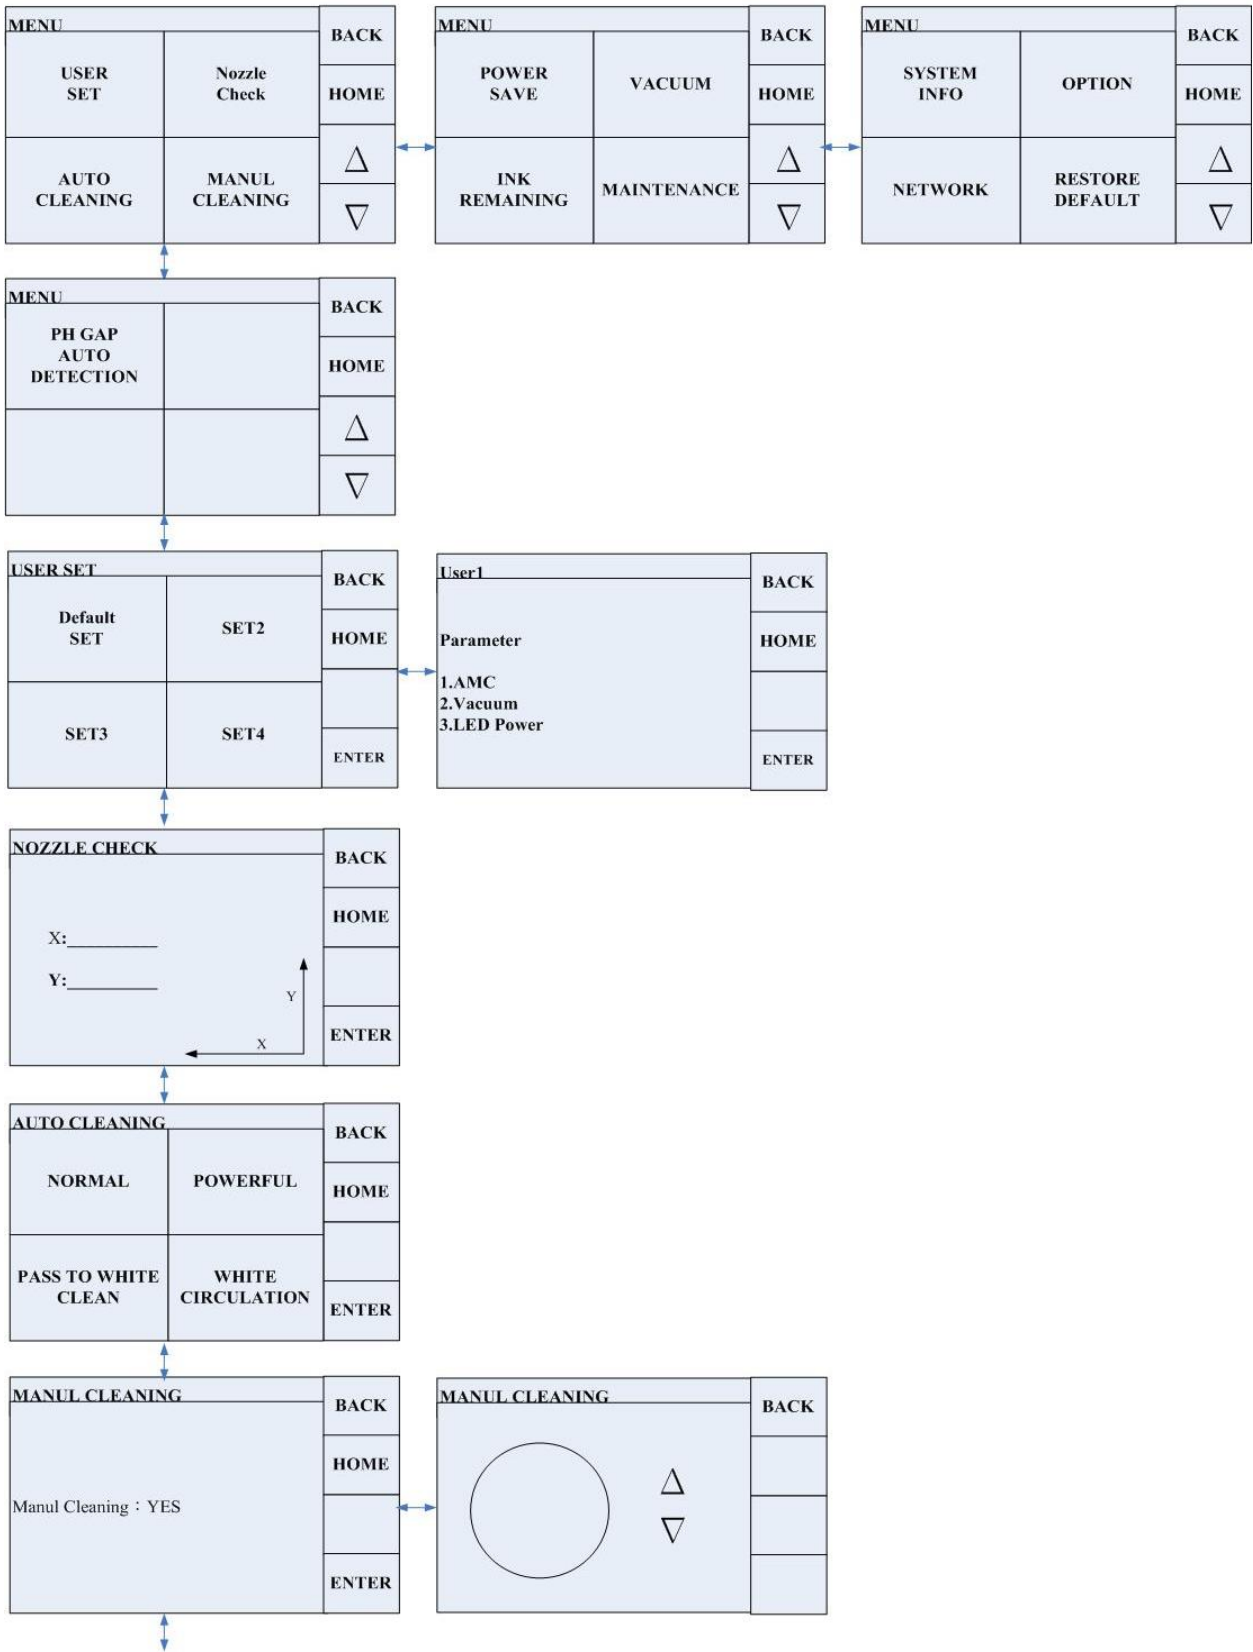 MENU
USER
SET
Nozzle
Check
AUTO
CLEANING
MANUL
CLEANING
BACK
HOME
MENU
POWER
SAVE
VACUUM
INK
REMAINING
MAINTENANCE
BACK
HOME
MENU
SYSTEM
INFO
OPTION
NETWORK
RESTORE
DEFAULT
BACK
HOME
MENU
PH GAP
AUTO
DETECTION
BACK
HOME
USER SET
Default
SET
SET2
SET3
SET4
BACK
HOME
ENTER
User1
Parameter
1.AMC
2.Vacuum
3.LED Power
BACK
HOME
ENTER
NOZZLE CHECK
X:__________
Y:__________
Y
X
BACK
HOME
ENTER
AUTO CLEANING
NORMAL
POWERFUL
PASS TO WHITE
CLEAN
WHITE
CIRCULATION
BACK
HOME
ENTER
MANUL CLEANING
Manul Cleaning：YES
BACK
HOME
ENTER
MANUL CLEANING
BACK